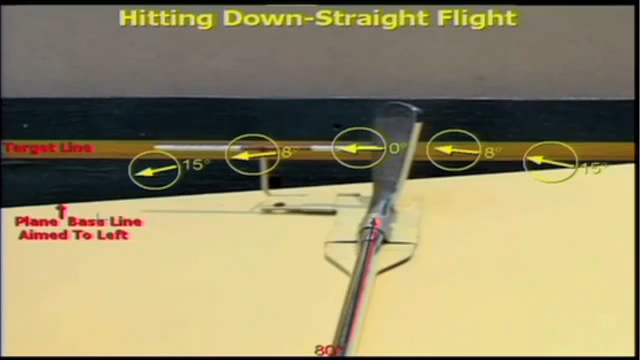 Hitting Down-Straight Flight
Target Line
15°
8°
0°
8°
15°
Plane Base Line
Aimed To Left
80°